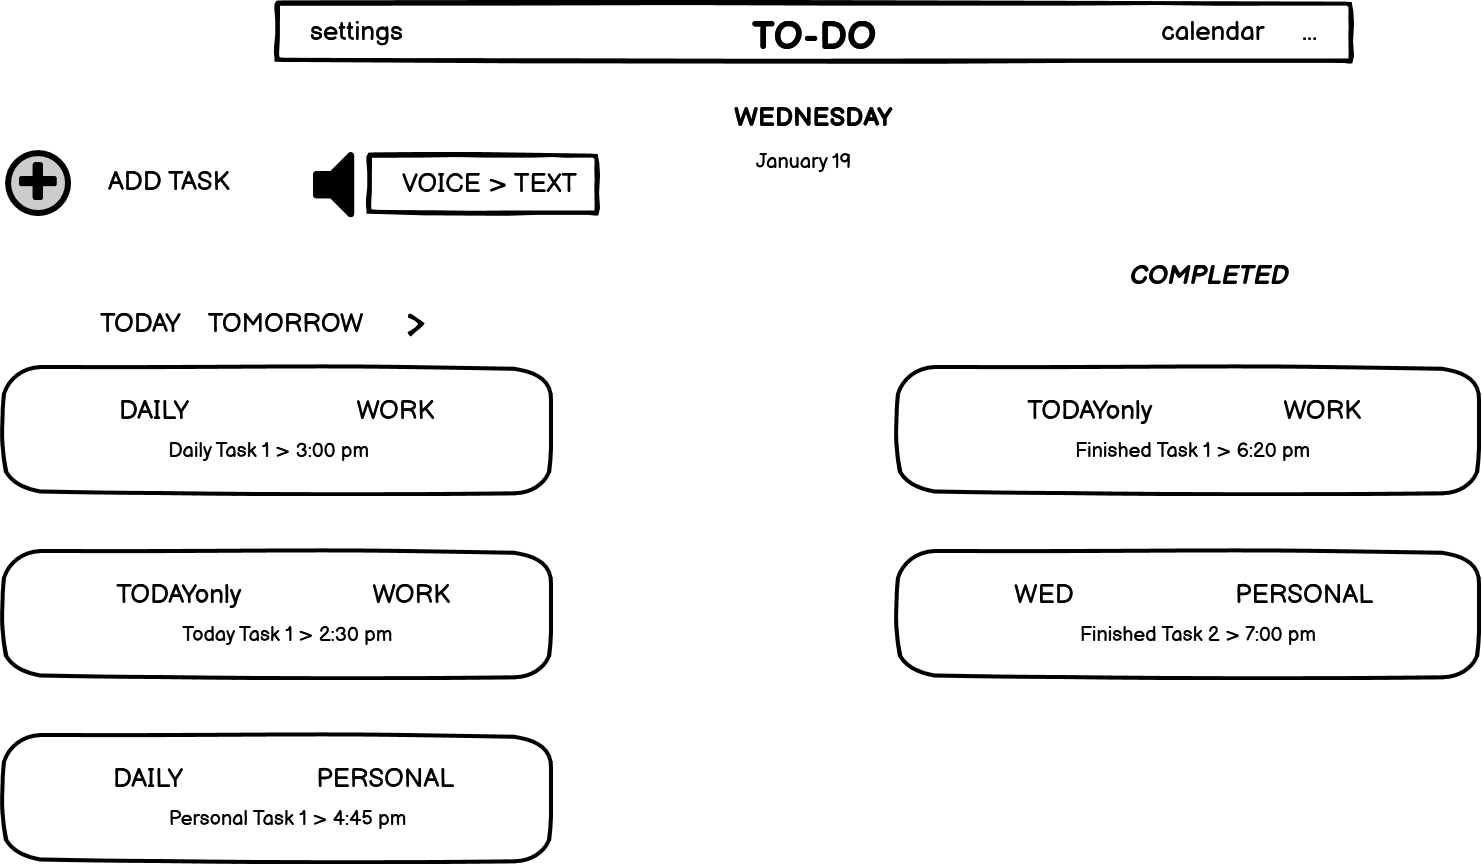 settings TO-DO calendar ...
WEDNESDAY
January 19
ADD TASK
VOICE > TEXT
COMPLETED
TODAY TOMORROW >
DAILY WORK
Daily Task 1 > 3:00 pm
TODAYonly WORK
Today Task 1 > 2:30 pm
DAILY PERSONAL
Personal Task 1 > 4:45 pm
TODAYonly WORK
Finished Task 1 > 6:20 pm
WED PERSONAL
Finished Task 2 > 7:00 pm